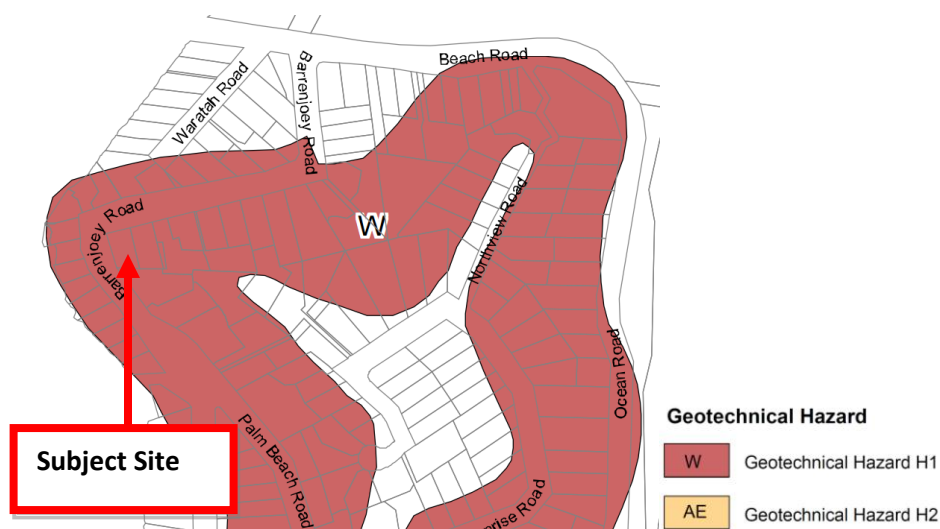 Beach Road
Waratah Road
Barrenjoey Road
W
Barrenjoey Road
Northview Road
Ocean Road
Palm Beach Road
Subject Site
Geotechnical Hazard
W Geotechnical Hazard H1
AE Geotechnical Hazard H2